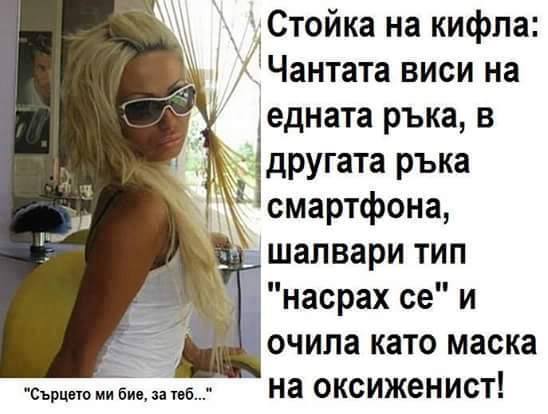 Стойка на кифла:
Чантата виси на
едната ръка, в
другата ръка
смартфона,
шалвари тип
"насрах се" и
очила като маска
на оксиженист!
"Сърцето ми бие, за теб..."